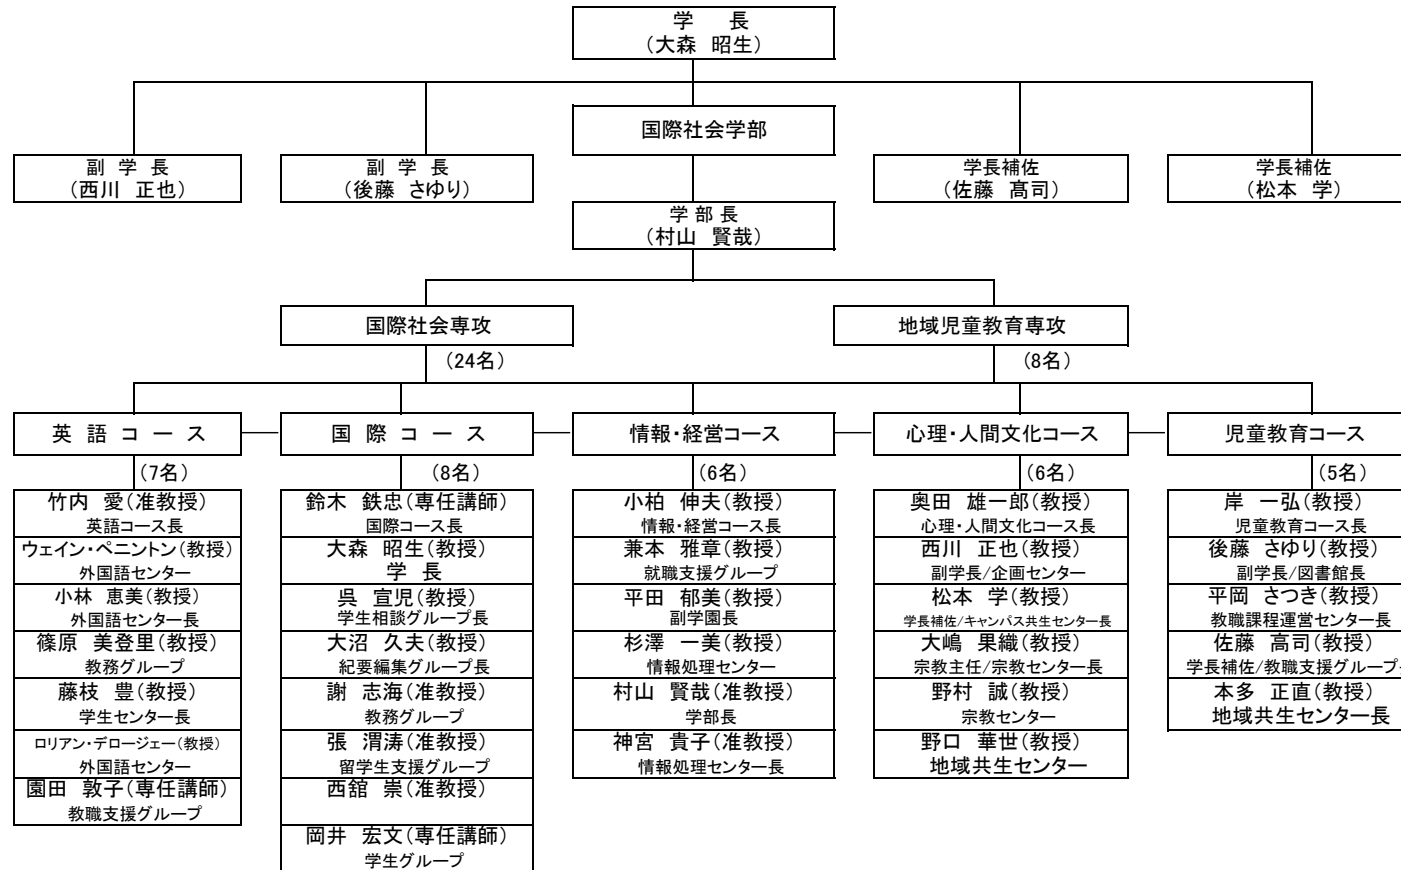 学　長
（大森　昭生）
国際社会学部
副 学 長
（西川　正也）
副 学 長
（後藤　さゆり）
学長補佐
（佐藤　髙司）
学長補佐
（松本　学）
学 部 長
（村山　賢哉）
国際社会専攻
地域児童教育専攻
（24名）
（8名）
英 語 コ ー ス
国 際 コ ー ス
情報・経営コース
心理・人間文化コース
児童教育コース
（7名）
（8名）
（6名）
（6名）
（5名）
竹内　愛（准教授）
英語コース長
ウェイン・ペニントン（教授）
外国語センター
小林　恵美（教授）
外国語センター長
篠原　美登里（教授）
教務グループ
藤枝　豊（教授）
学生センター長
ロリアン・デロージェー（教授）
外国語センター
園田　敦子（専任講師）
教職支援グループ
鈴木　鉄忠（専任講師）
国際コース長
大森　昭生（教授）
学　長
呉　宣児（教授）
学生相談グループ長
大沼　久夫（教授）
紀要編集グループ長
謝　志海（准教授）
教務グループ
張　渭涛（准教授）
留学生支援グループ
西舘　崇（准教授）
岡井　宏文（専任講師）
学生グループ
小柏　伸夫（教授）
情報・経営コース長
兼本　雅章（教授）
就職支援グループ
平田　郁美（教授）
副学園長
杉澤　一美（教授）
情報処理センター
村山　賢哉（准教授）
学部長
神宮　貴子（准教授）
情報処理センター長
奥田　雄一郎（教授）
心理・人間文化コース長
西川　正也（教授）
副学長/企画センター
松本　学（教授）
学長補佐/キャンパス共生センター長
大嶋　果織（教授）
宗教主任/宗教センター長
野村　誠（教授）
宗教センター
野口　華世（教授）
地域共生センター
岸　一弘（教授）
児童教育コース長
後藤　さゆり（教授）
副学長/図書館長
平岡　さつき（教授）
教職課程運営センター長
佐藤　高司（教授）
学長補佐/教職支援グループ
本多　正直（教授）
地域共生センター長